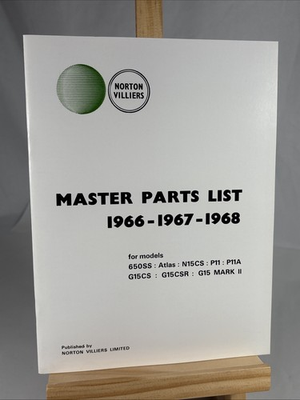 NORTON
VILLIERS
MASTER PARTS LIST
1966-1967-1968
for models
650SS : Atlas : N15CS : P11 : P11A
G15CS : G15CSR : G15 MARK II
Published by
NORTON VILLIERS LIMITED